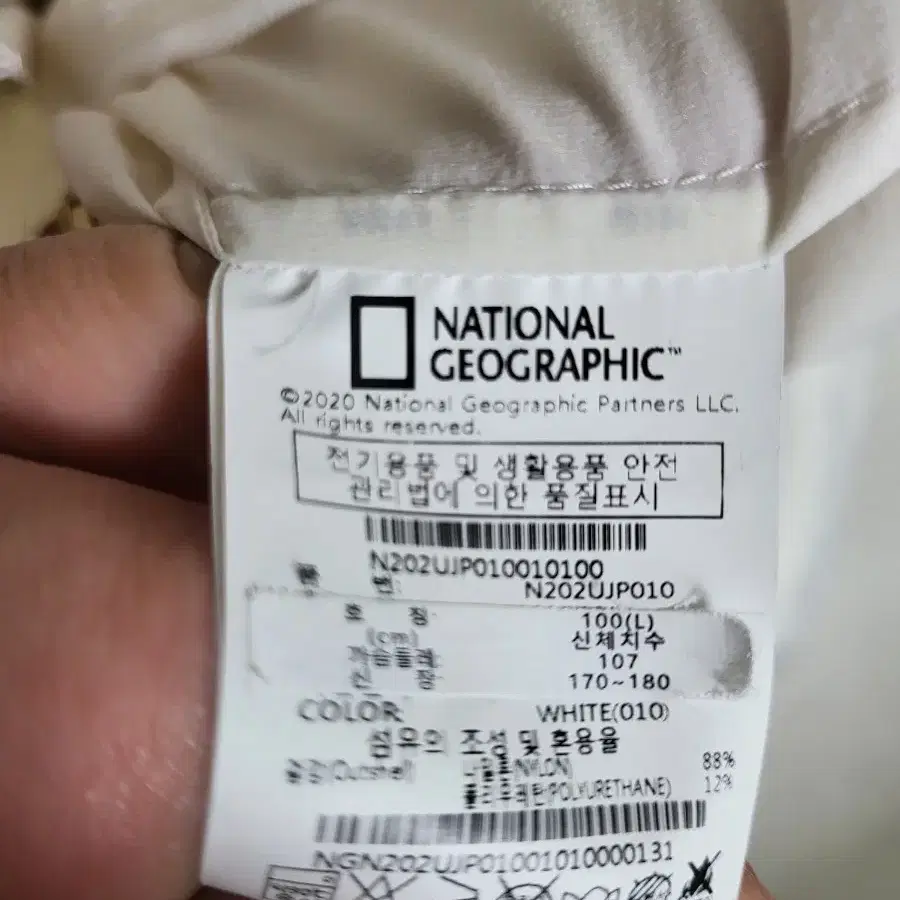 NATIONAL
GEOGRAPHIC™
©2020 National Geographic Partners LLC.
All rights reserved.
전기용품 및 생활용품 안전
관리법에 의한 품질표시
N202UJP010010100
품 번: N202UJP010
호 칭: 100(L)
(cm) 신체치수
가슴둘레 107
신 장: 170~180
COLOR WHITE(010)
섬유의 조성 및 혼용율
겉감(Outshell) 나일론(NYLON) 88%
폴리우레탄(POLYURETHANE) 12%
NGN202UJP01001010000131